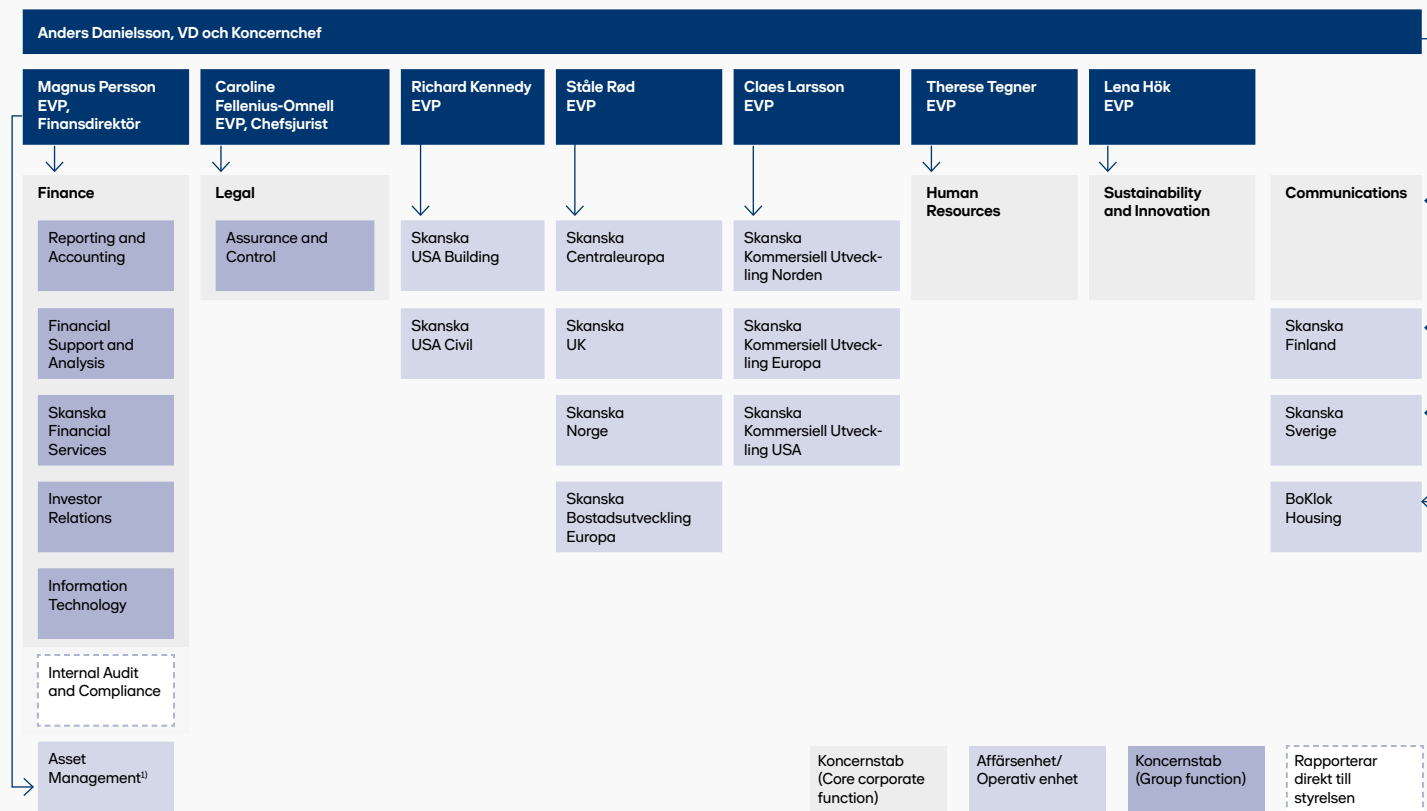 Anders Danielsson, VD och Koncernchef
Magnus Persson
EVP,
Finansdirektör
Caroline
Fellenius-Omnell
EVP, Chefsjurist
Richard Kennedy
EVP
Ståle Rød
EVP
Claes Larsson
EVP
Therese Tegner
EVP
Lena Hök
EVP
Finance
Reporting and
Accounting
Financial
Support and
Analysis
Skanska
Financial
Services
Investor
Relations
Information
Technology
Internal Audit
and Compliance
Asset
Management¹⁾
Legal
Assurance and
Control
Skanska
USA Building
Skanska
USA Civil
Skanska
Centraleuropa
Skanska
UK
Skanska
Norge
Skanska
Bostadsutveckling
Europa
Skanska
Kommersiell Utveck-
ling Norden
Skanska
Kommersiell Utveck-
ling Europa
Skanska
Kommersiell Utveck-
ling USA
Human
Resources
Sustainability
and Innovation
Communications
Skanska
Finland
Skanska
Sverige
BoKlok
Housing
Koncernstab
(Core corporate
function)
Affärsenhet/
Operativ enhet
Koncernstab
(Group function)
Rapporterar
direkt till
styrelsen